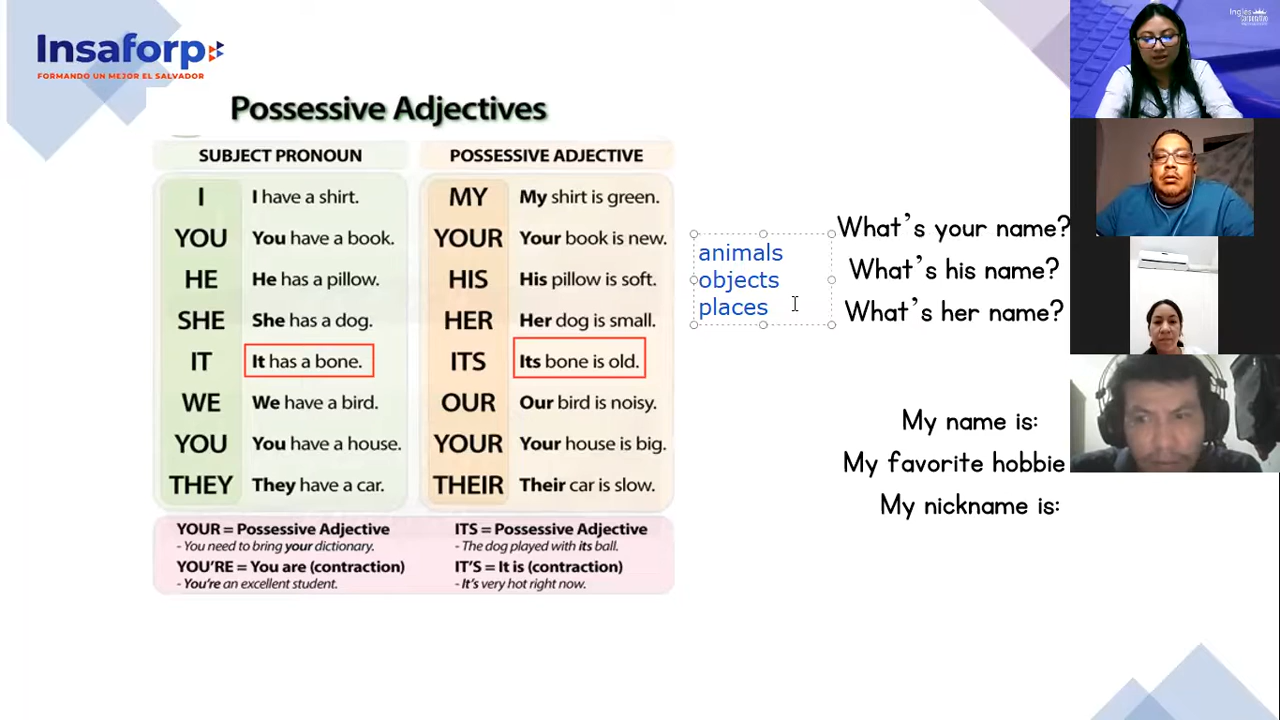 Insaforp
FORMANDO UN MEJOR EL SALVADOR
Possessive Adjectives
SUBJECT PRONOUN
POSSESSIVE ADJECTIVE
I
I have a shirt.
MY
My shirt is green.
YOU
You have a book.
YOUR
Your book is new.
HE
He has a pillow.
HIS
His pillow is soft.
SHE
She has a dog.
HER
Her dog is small.
IT
It has a bone.
ITS
Its bone is old.
WE
We have a bird.
OUR
Our bird is noisy.
YOU
You have a house.
YOUR
Your house is big.
THEY
They have a car.
THEIR
Their car is slow.
YOUR = Possessive Adjective
- You need to bring your dictionary.
YOU'RE = You are (contraction)
- You're an excellent student.
ITS = Possessive Adjective
- The dog played with its ball.
IT'S = It is (contraction)
- It's very hot right now.
animals
objects
places
What's your name?
What's his name?
What's her name?
My name is:
My favorite hobbie
My nickname is:
Inglés